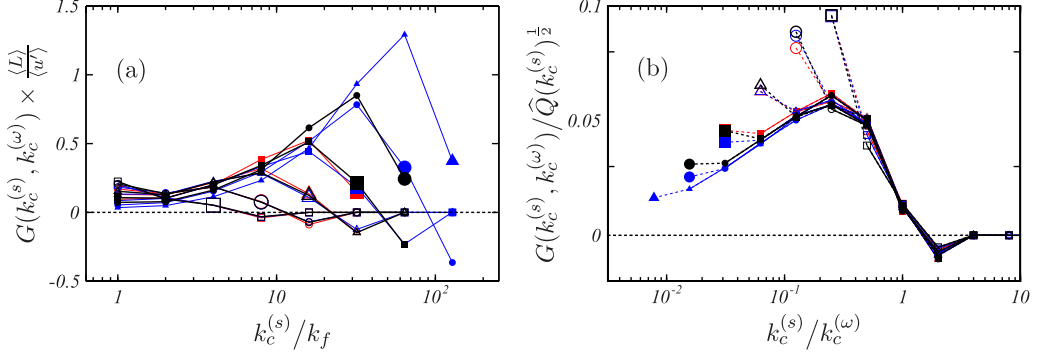 1.5
1
0.5
0
-0.5
1
10
10^2
(a)
G(k_c^{(s)}, k_c^{(ω)}) × ⟨L⟩/⟨u'⟩
k_c^{(s)}/k_f
0.1
0.05
0
10^{-2}
10^{-1}
1
10
(b)
G(k_c^{(s)}, k_c^{(ω)})/Q̂(k_c^{(s)})^{1/2}
k_c^{(s)}/k_c^{(ω)}